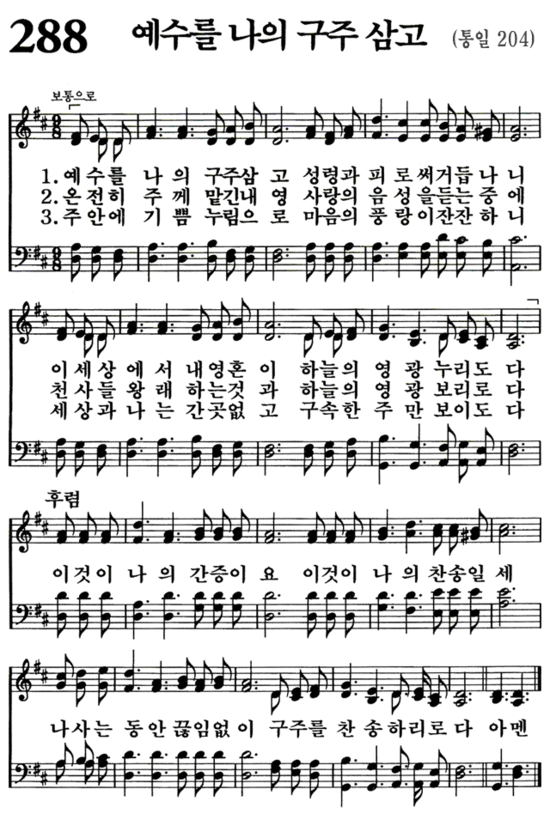 288 예수를 나의 구주 삼고 (통일 204)
보통으로
9 8
1. 예 수를 나 의 구주삼 고 성령과 피 로 써거듭 나 니
2. 온 전히 주 께 맡긴내 영 사랑의 음 성 을듣는 중 에
3. 주 안에 기 쁨 누림으 로 마음의 풍 랑 이잔잔 하 니
9 8
이 세상 에 서 내영혼 이 하늘의 영 광 누리도 다
천 사들 왕 래 하는것 과 하늘의 영 광 보리로 다
세 상과 나 는 간곳없 고 구속한 주 만 보이도 다
후렴
이것이 나 의 간증이 요 이것이 나 의 찬송일 세
나사는 동 안 끊임없 이 구주를 찬 송하리로 다 아멘